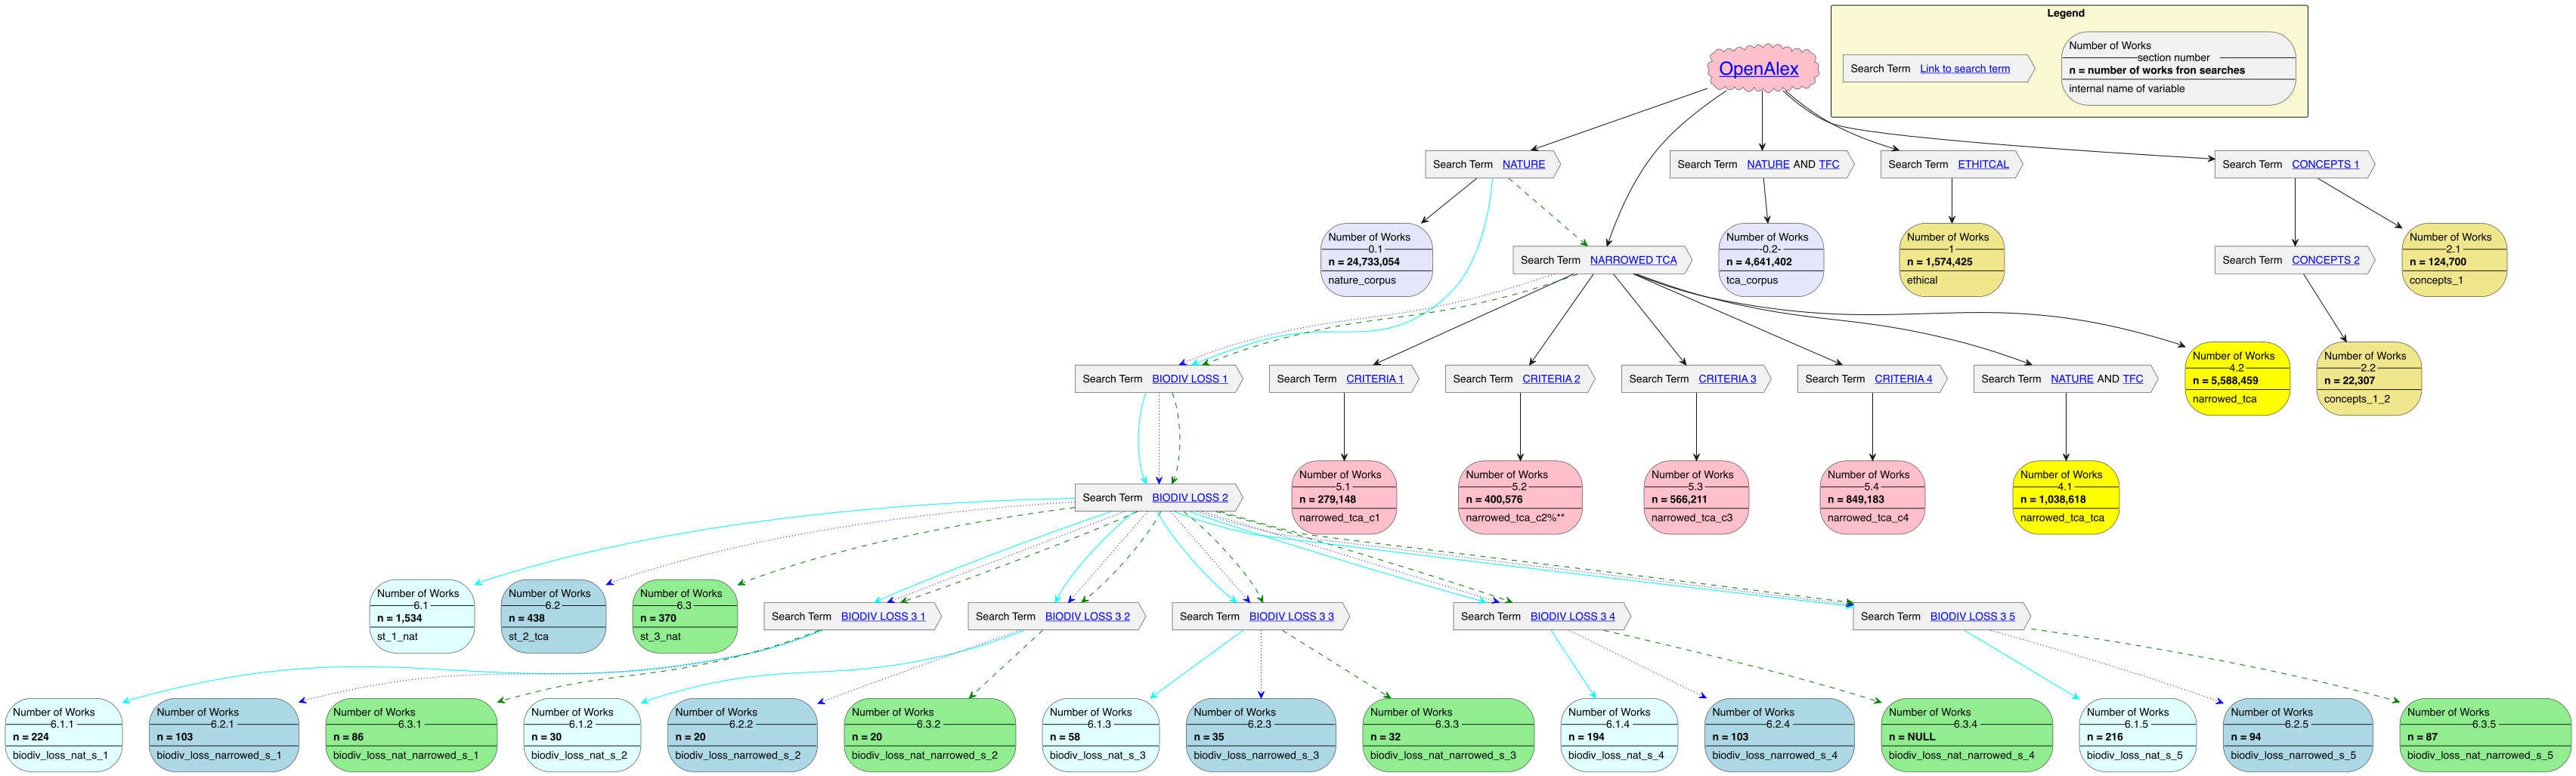 Legend
Search Term Link to search term
Number of Works
section number
n = number of works fron searches
internal name of variable
OpenAlex
Search Term NATURE
Search Term NATURE AND TFC
Search Term ETHITCAL
Search Term CONCEPTS 1
Number of Works
0.1
n = 24,733,054
nature_corpus
Search Term NARROWED TCA
Number of Works
-0.2-
n = 4,641,402
tca_corpus
Number of Works
1
n = 1,574,425
ethical
Search Term CONCEPTS 2
Number of Works
2.1
n = 124,700
concepts_1
Search Term BIODIV LOSS 1
Search Term CRITERIA 1
Search Term CRITERIA 2
Search Term CRITERIA 3
Search Term CRITERIA 4
Search Term NATURE AND TFC
Number of Works
4.2
n = 5,588,459
narrowed_tca
Number of Works
2.2
n = 22,307
concepts_1_2
Search Term BIODIV LOSS 2
Number of Works
5.1
n = 279,148
narrowed_tca_c1
Number of Works
5.2
n = 400,576
narrowed_tca_c2%**
Number of Works
5.3
n = 566,211
narrowed_tca_c3
Number of Works
5.4
n = 849,183
narrowed_tca_c4
Number of Works
4.1
n = 1,038,618
narrowed_tca_tca
Number of Works
6.1
n = 1,534
st_1_nat
Number of Works
6.2
n = 438
st_2_tca
Number of Works
6.3
n = 370
st_3_nat
Search Term BIODIV LOSS 3 1
Search Term BIODIV LOSS 3 2
Search Term BIODIV LOSS 3 3
Search Term BIODIV LOSS 3 4
Search Term BIODIV LOSS 3 5
Number of Works
6.1.1
n = 224
biodiv_loss_nat_s_1
Number of Works
6.2.1
n = 103
biodiv_loss_narrowed_s_1
Number of Works
6.3.1
n = 86
biodiv_loss_nat_narrowed_s_1
Number of Works
6.1.2
n = 30
biodiv_loss_nat_s_2
Number of Works
6.2.2
n = 20
biodiv_loss_narrowed_s_2
Number of Works
6.3.2
n = 20
biodiv_loss_nat_narrowed_s_2
Number of Works
6.1.3
n = 58
biodiv_loss_nat_s_3
Number of Works
6.2.3
n = 35
biodiv_loss_narrowed_s_3
Number of Works
6.3.3
n = 32
biodiv_loss_nat_narrowed_s_3
Number of Works
6.1.4
n = 194
biodiv_loss_nat_s_4
Number of Works
6.2.4
n = 103
biodiv_loss_narrowed_s_4
Number of Works
6.3.4
n = NULL
biodiv_loss_nat_narrowed_s_4
Number of Works
6.1.5
n = 216
biodiv_loss_nat_s_5
Number of Works
6.2.5
n = 94
biodiv_loss_narrowed_s_5
Number of Works
6.3.5
n = 87
biodiv_loss_nat_narrowed_s_5